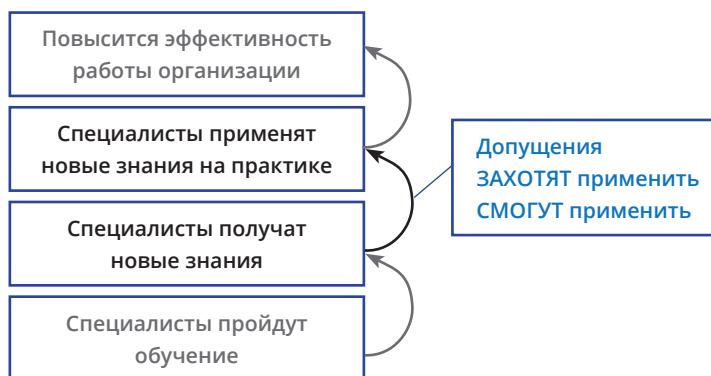 Повысится эффективность
работы организации
Специалисты применят
новые знания на практике
Допущения
ЗАХОТЯТ применить
СМОГУТ применить
Специалисты получат
новые знания
Специалисты пройдут
обучение